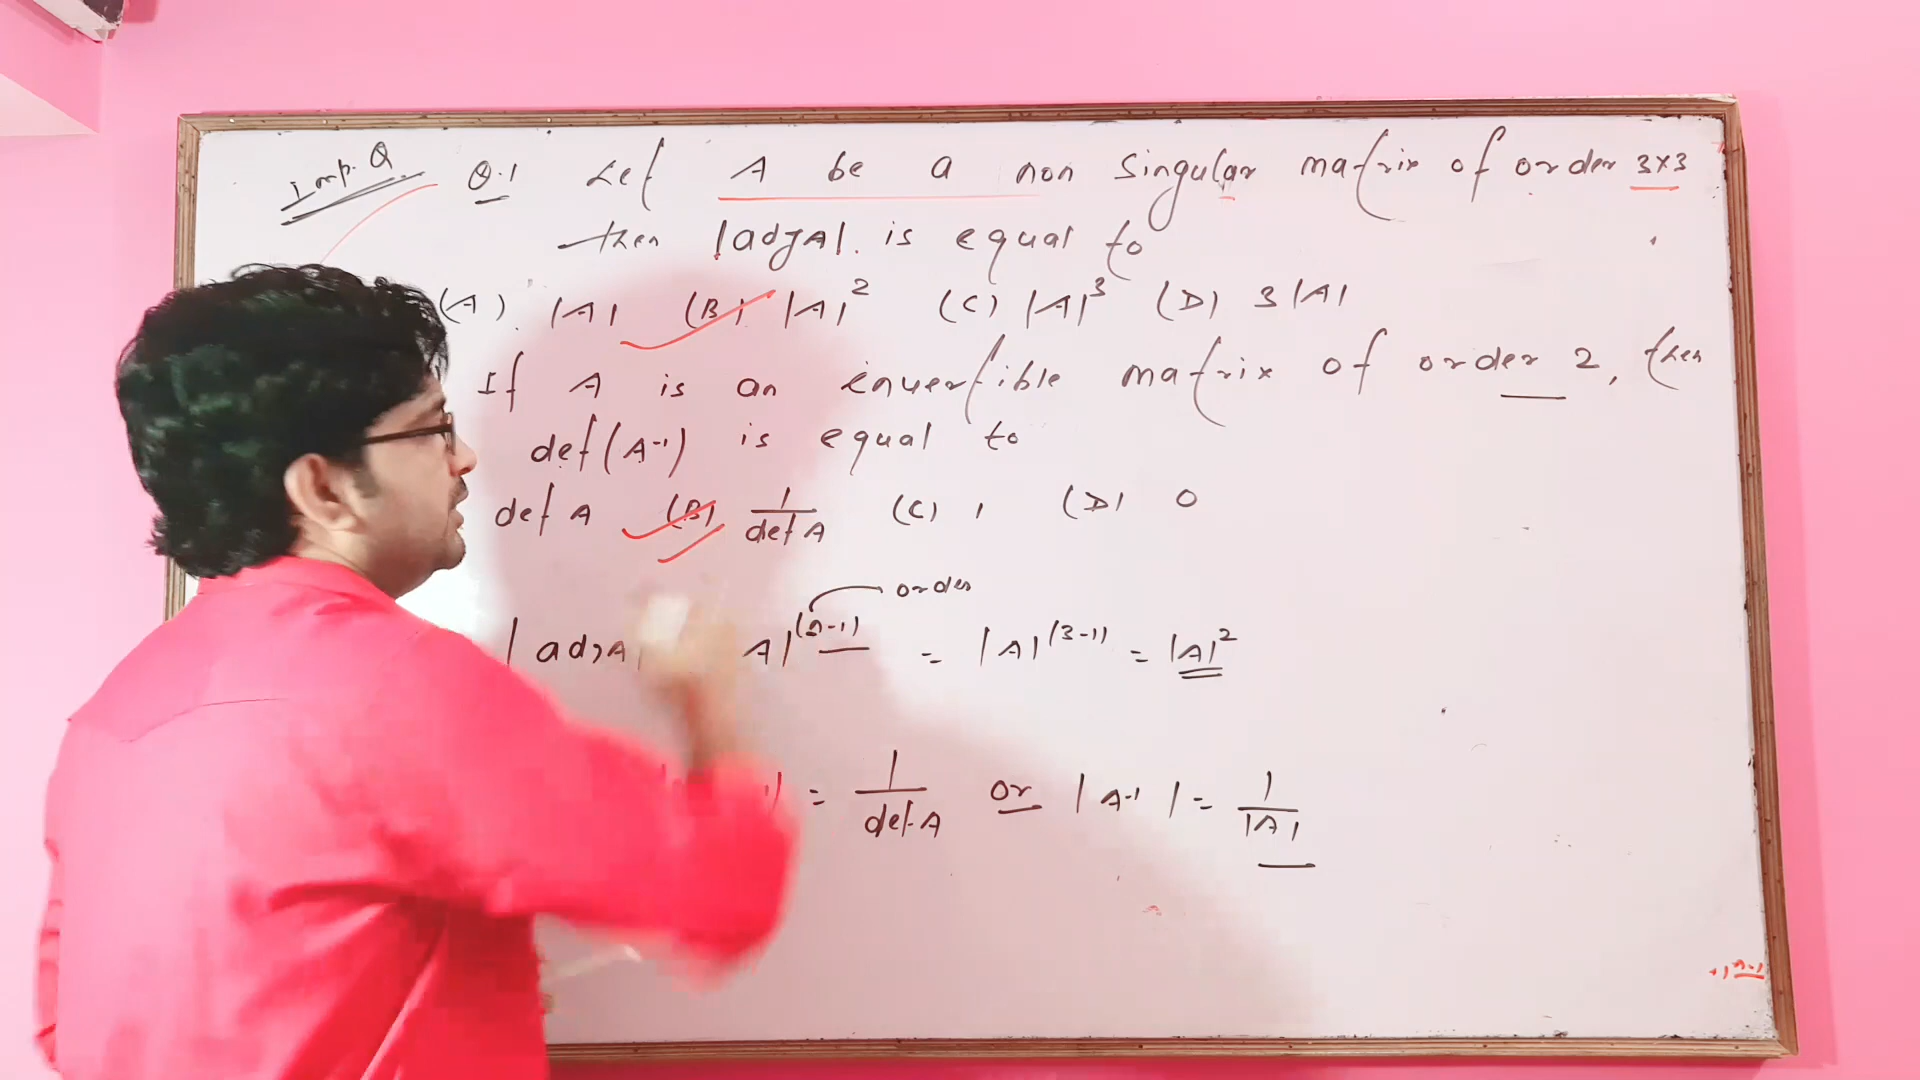 Imp. Q
Q.1 Let A be a non singular matrix of order 3×3
then |adjA|. is equal to
(A). |A| (B) |A|² (C) |A|³ (D) 3|A|
If A is an invertible matrix of order 2, then
det(A⁻¹) is equal to
det A (B) 1/det A (C) 1 (D) 0
order
|adjA| A|⁽ⁿ⁻¹⁾ = |A|⁽³⁻¹⁾ = |A|²
= 1/det A or |A⁻¹| = 1/|A|